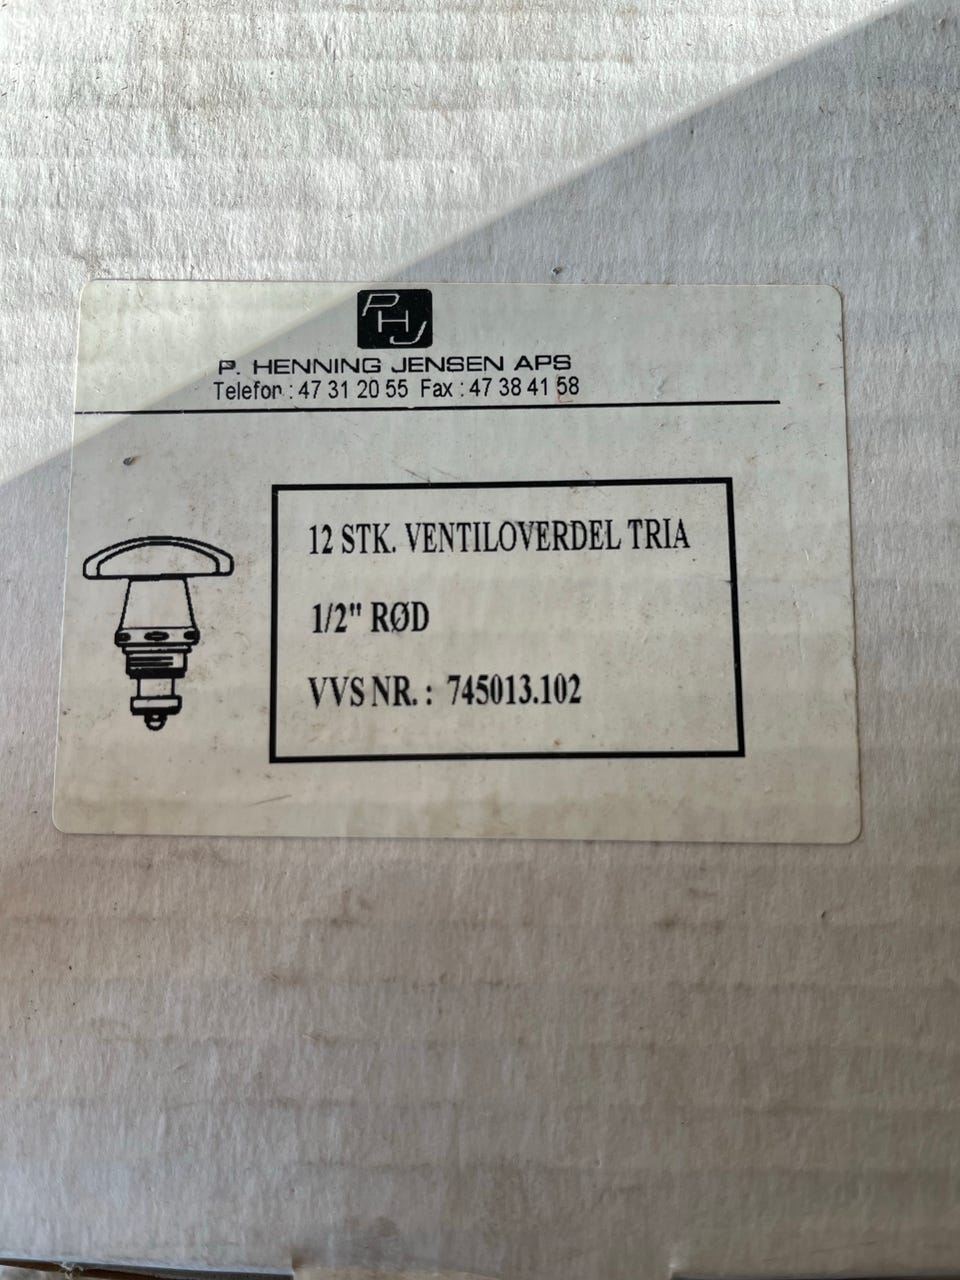 PHJ
P. HENNING JENSEN APS
Telefon : 47 31 20 55 Fax : 47 38 41 58
12 STK. VENTILOVERDEL TRIA
1/2" RØD
VVS NR. : 745013.102